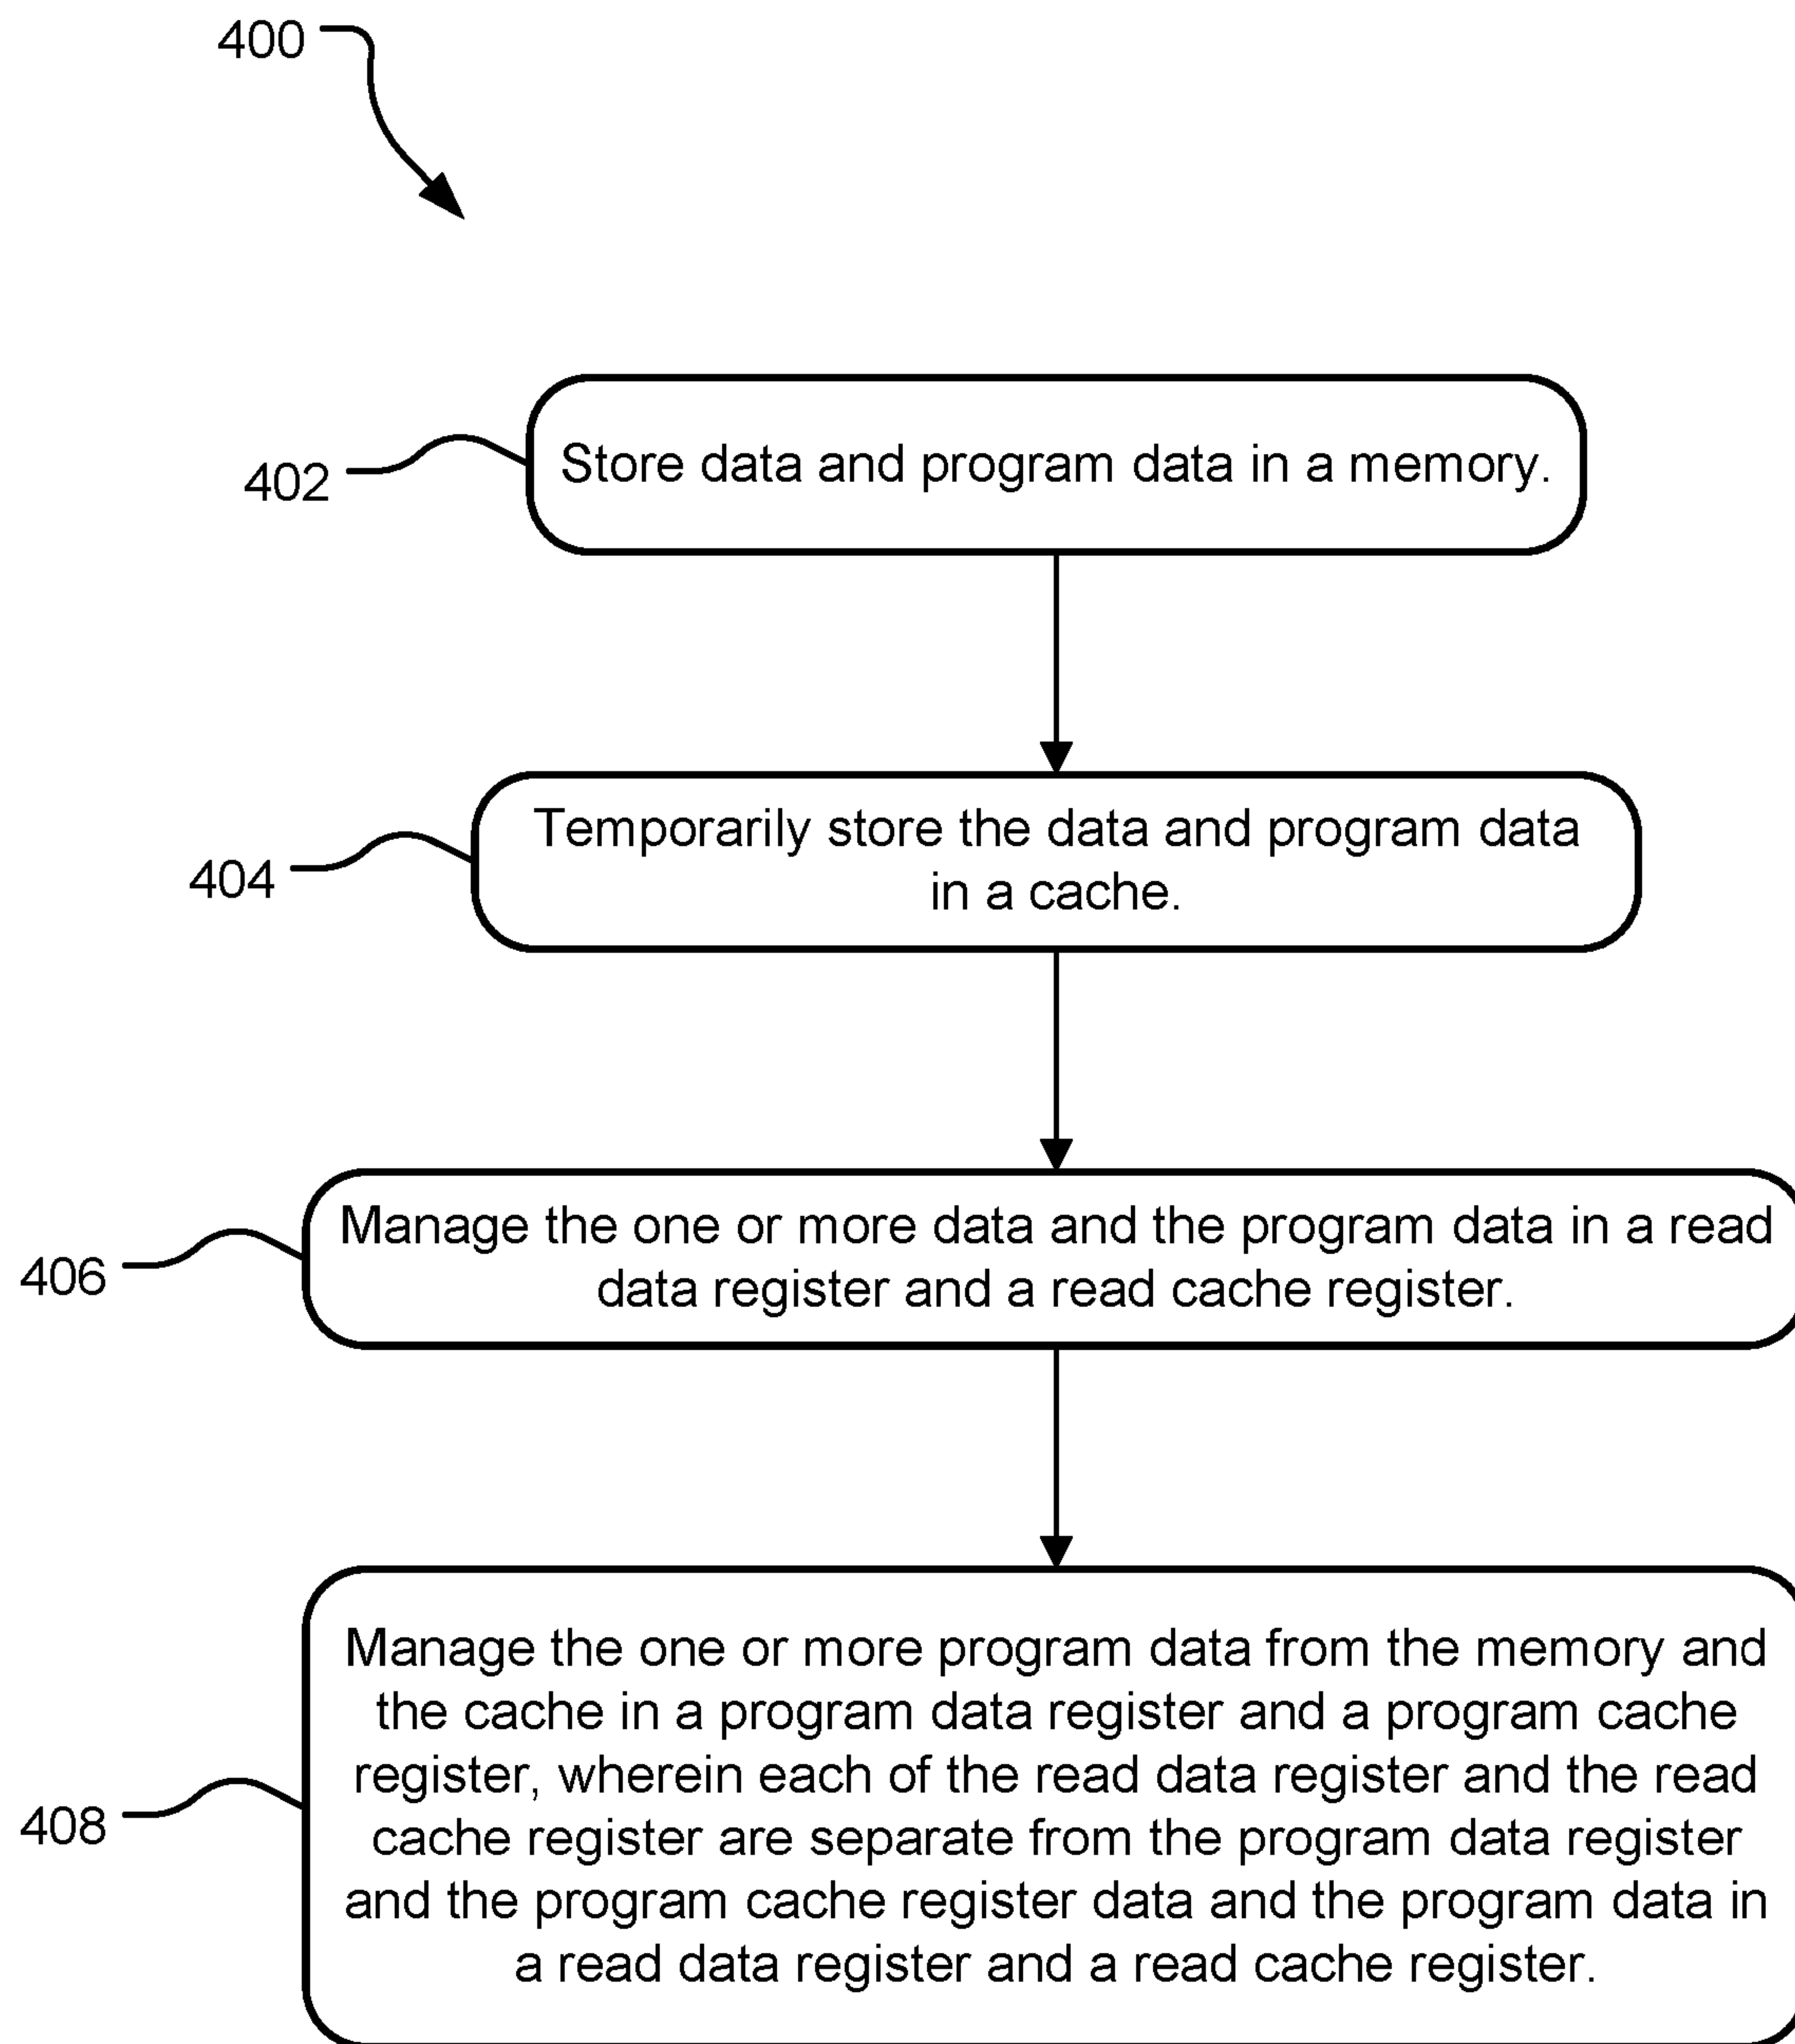 400
402
Store data and program data in a memory.
404
Temporarily store the data and program data
in a cache.
406
Manage the one or more data and the program data in a read
data register and a read cache register.
408
Manage the one or more program data from the memory and
the cache in a program data register and a program cache
register, wherein each of the read data register and the read
cache register are separate from the program data register
and the program cache register data and the program data in
a read data register and a read cache register.